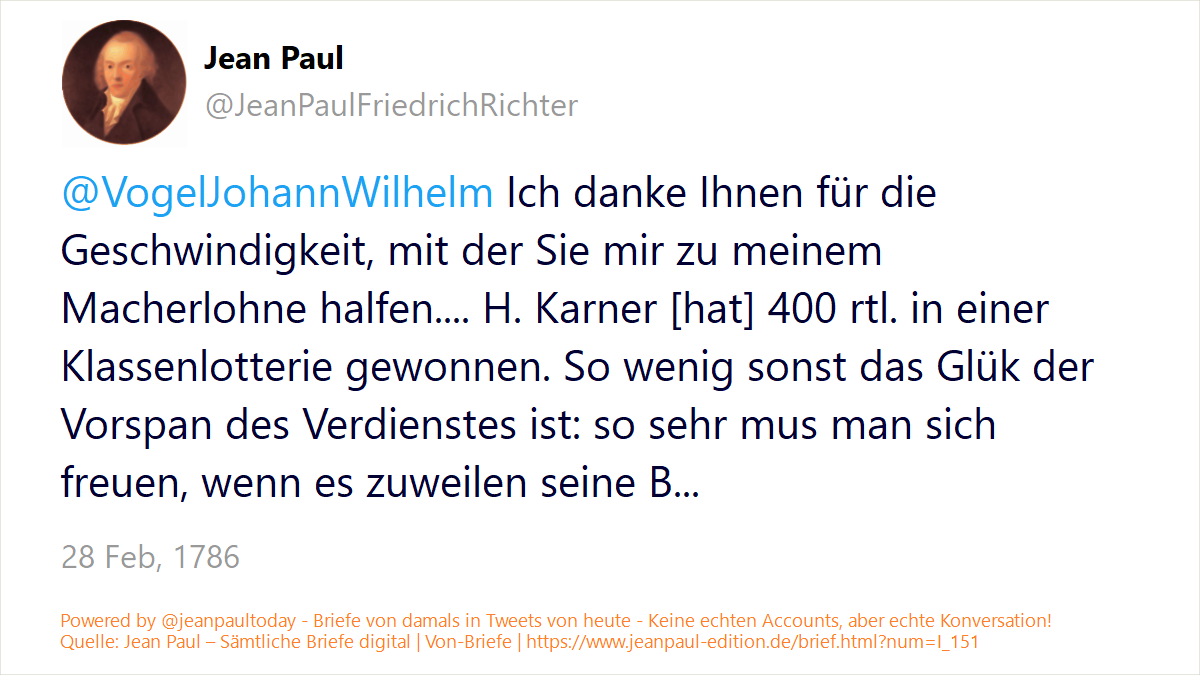 Jean Paul
@JeanPaulFriedrichRichter
@VogelJohannWilhelm Ich danke Ihnen für die
Geschwindigkeit, mit der Sie mir zu meinem
Macherlohne halfen.... H. Karner [hat] 400 rtl. in einer
Klassenlotterie gewonnen. So wenig sonst das Glük der
Vorspan des Verdienstes ist: so sehr mus man sich
freuen, wenn es zuweilen seine B...
28 Feb, 1786
Powered by @jeanpaultoday - Briefe von damals in Tweets von heute - Keine echten Accounts, aber echte Konversation!
Quelle: Jean Paul – Sämtliche Briefe digital | Von-Briefe | https://www.jeanpaul-edition.de/brief.html?num=I_151